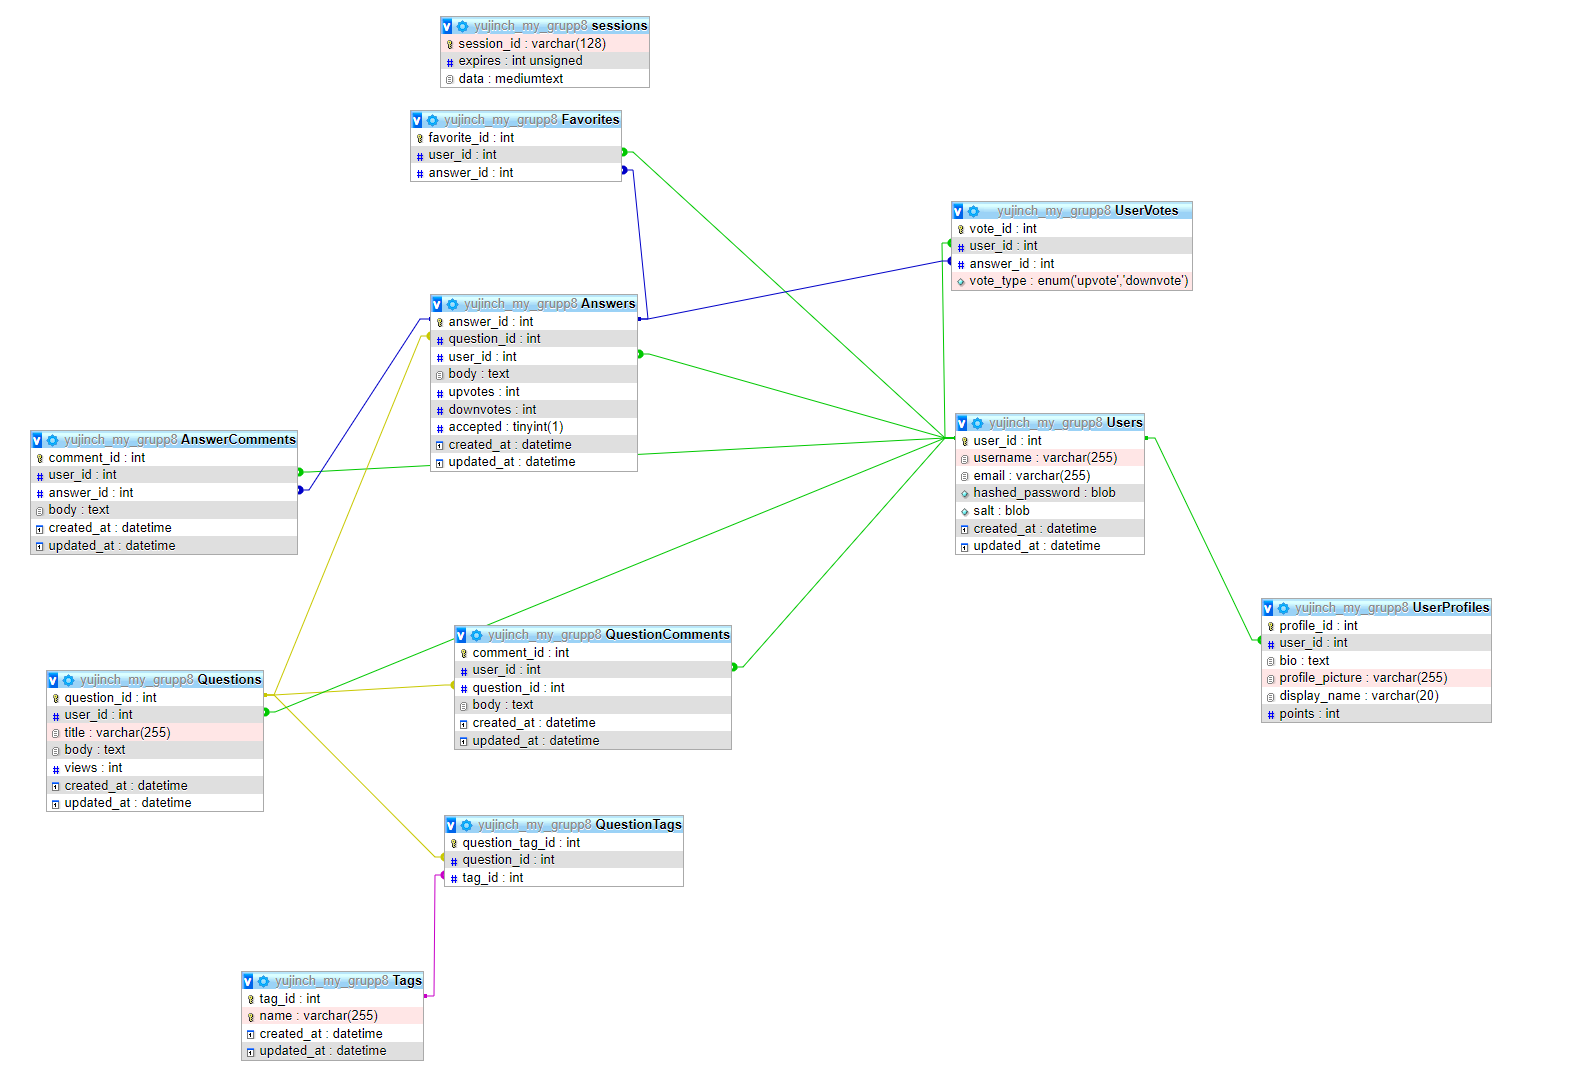 yujinch_my_grupp8 sessions
session_id : varchar(128)
expires : int unsigned
data : mediumtext
yujinch_my_grupp8 Favorites
favorite_id : int
user_id : int
answer_id : int
yujinch_my_grupp8 UserVotes
vote_id : int
user_id : int
answer_id : int
vote_type : enum('upvote','downvote')
yujinch_my_grupp8 Answers
answer_id : int
question_id : int
user_id : int
body : text
upvotes : int
downvotes : int
accepted : tinyint(1)
created_at : datetime
updated_at : datetime
yujinch_my_grupp8 Users
user_id : int
username : varchar(255)
email : varchar(255)
hashed_password : blob
salt : blob
created_at : datetime
updated_at : datetime
yujinch_my_grupp8 AnswerComments
comment_id : int
user_id : int
answer_id : int
body : text
created_at : datetime
updated_at : datetime
yujinch_my_grupp8 UserProfiles
profile_id : int
user_id : int
bio : text
profile_picture : varchar(255)
display_name : varchar(20)
points : int
yujinch_my_grupp8 QuestionComments
comment_id : int
user_id : int
question_id : int
body : text
created_at : datetime
updated_at : datetime
yujinch_my_grupp8 Questions
question_id : int
user_id : int
title : varchar(255)
body : text
views : int
created_at : datetime
updated_at : datetime
yujinch_my_grupp8 QuestionTags
question_tag_id : int
question_id : int
tag_id : int
yujinch_my_grupp8 Tags
tag_id : int
name : varchar(255)
created_at : datetime
updated_at : datetime